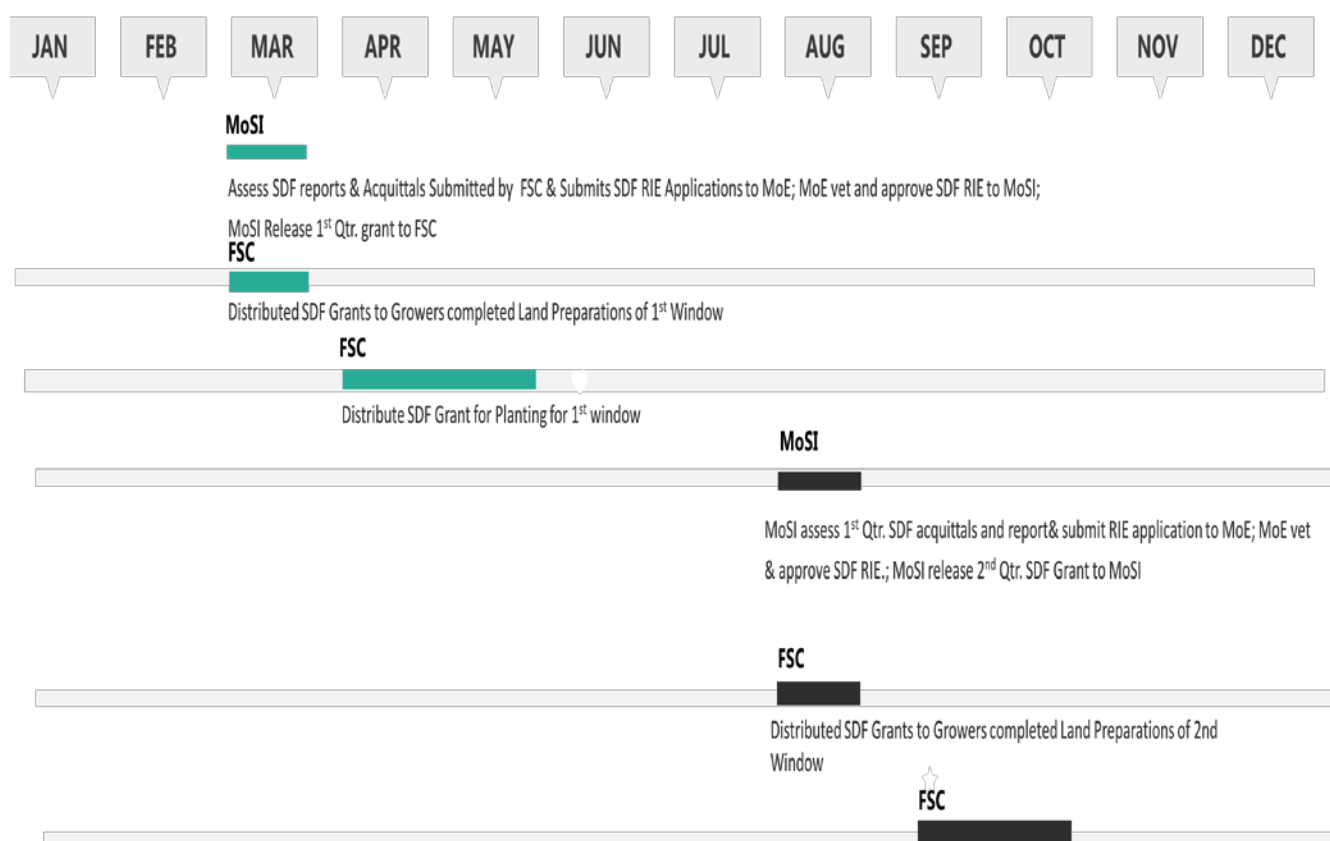 JAN FEB MAR APR MAY JUN JUL AUG SEP OCT NOV DEC
MoSI
Assess SDF reports & Acquittals Submitted by FSC & Submits SDF RIE Applications to MoE; MoE vet and approve SDF RIE to MoSI;
MoSI Release 1st Qtr. grant to FSC
FSC
Distributed SDF Grants to Growers completed Land Preparations of 1st Window
FSC
Distribute SDF Grant for Planting for 1st window
MoSI
MoSI assess 1st Qtr. SDF acquittals and report& submit RIE application to MoE; MoE vet
& approve SDF RIE.; MoSI release 2nd Qtr. SDF Grant to MoSI
FSC
Distributed SDF Grants to Growers completed Land Preparations of 2nd
Window
FSC